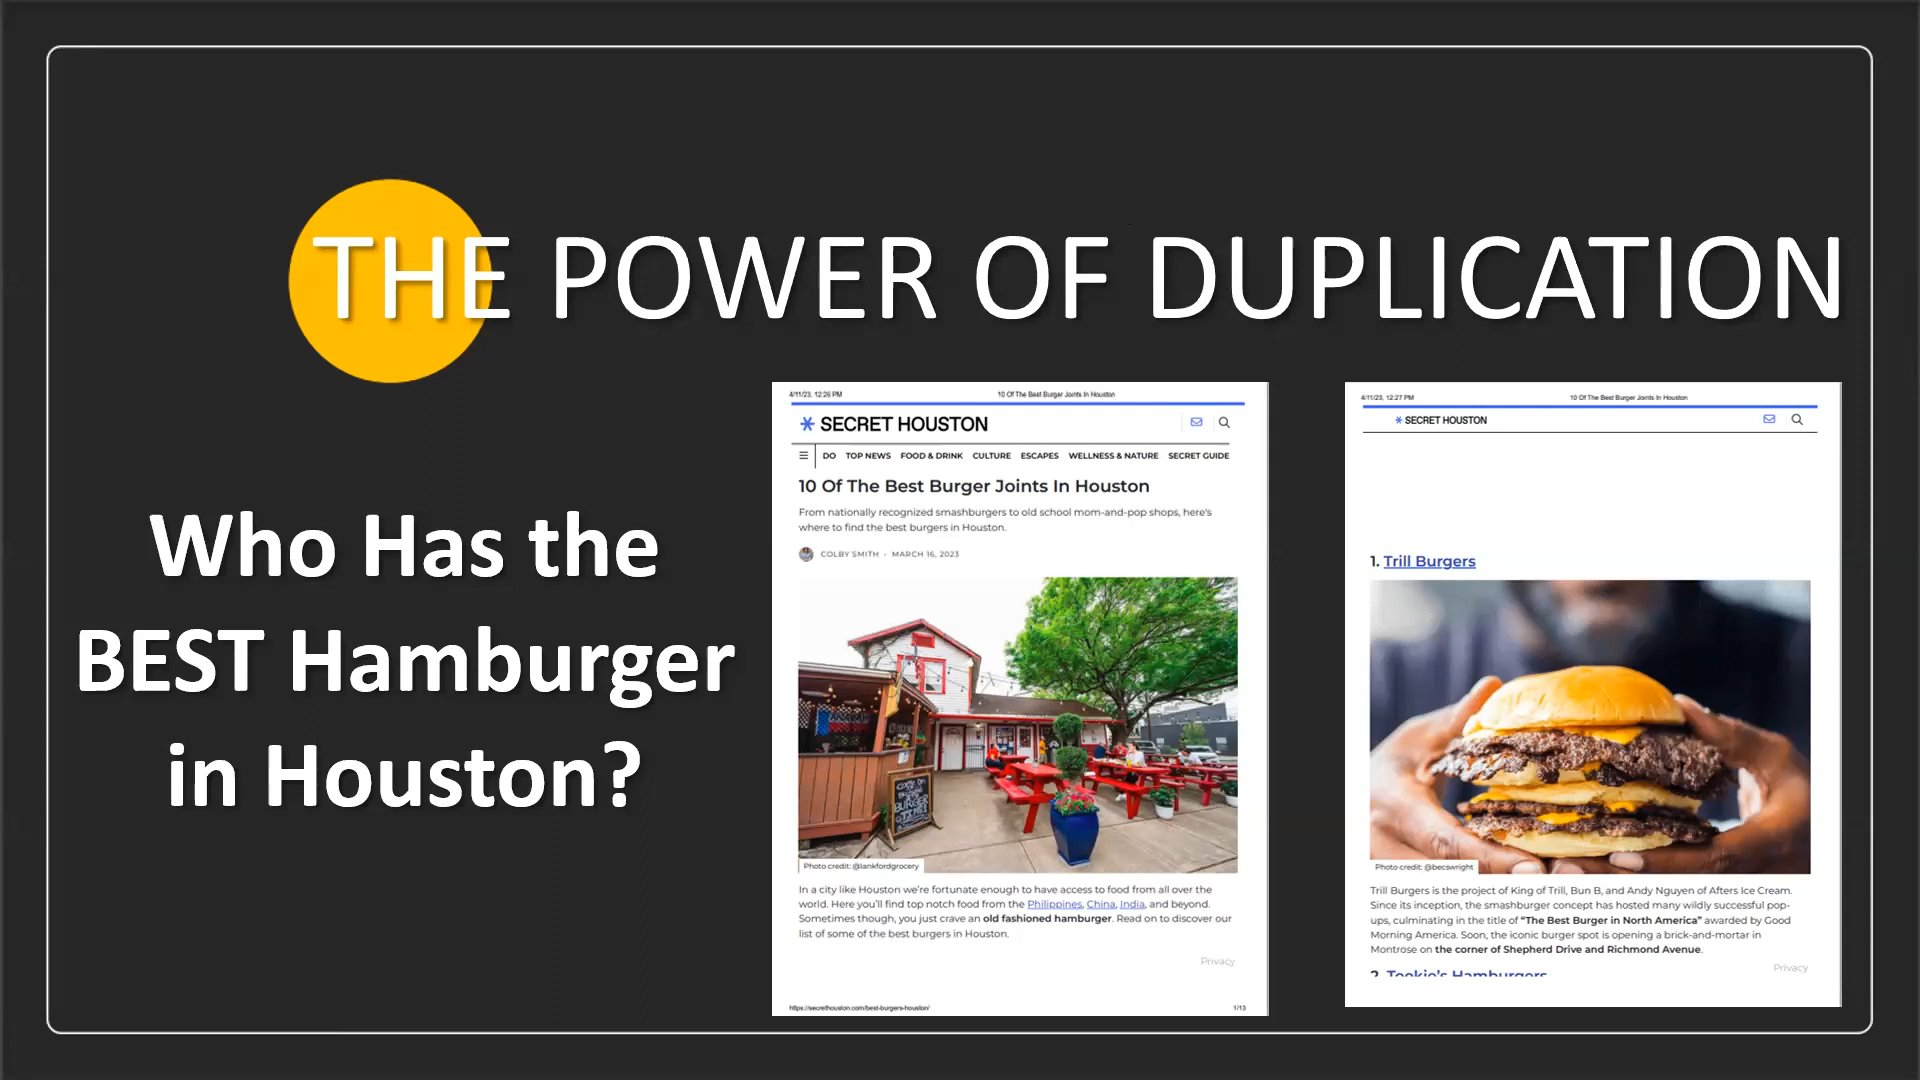 THE POWER OF DUPLICATION
Who Has the
BEST Hamburger
in Houston?
4/11/23, 12:26 PM 10 Of The Best Burger Joints In Houston
SECRET HOUSTON
DO TOP NEWS FOOD & DRINK CULTURE ESCAPES WELLNESS & NATURE SECRET GUIDE
10 Of The Best Burger Joints In Houston
From nationally recognized smashburgers to old school mom-and-pop shops, here's
where to find the best burgers in Houston.
COLBY SMITH • MARCH 16, 2023
COME ON
BURGER
TIME!
Photo credit: @lankfordgrocery
In a city like Houston we're fortunate enough to have access to food from all over the
world. Here you'll find top notch food from the Philippines, China, India, and beyond.
Sometimes though, you just crave an old fashioned hamburger. Read on to discover our
list of some of the best burgers in Houston.
Privacy
https://secrethouston.com/best-burgers-houston/ 1/13
4/11/23, 12:27 PM 10 Of The Best Burger Joints In Houston
SECRET HOUSTON
1. Trill Burgers
Photo credit: @becswright
Trill Burgers is the project of King of Trill, Bun B, and Andy Nguyen of Afters Ice Cream.
Since its inception, the smashburger concept has hosted many wildly successful pop-
ups, culminating in the title of “The Best Burger in North America” awarded by Good
Morning America. Soon, the iconic burger spot is opening a brick-and-mortar in
Montrose on the corner of Shepherd Drive and Richmond Avenue.
Privacy
2. Tookie's Hamburgers